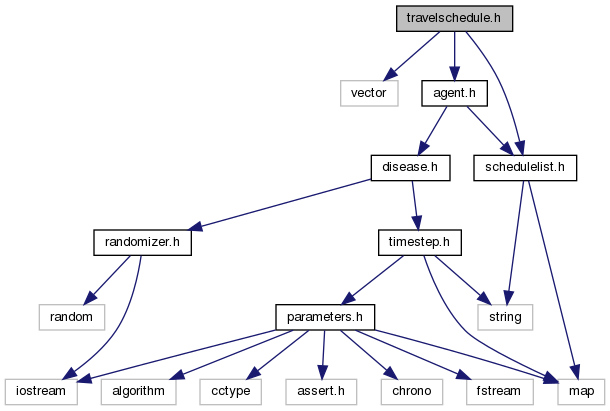 travelschedule.h
vector
agent.h
disease.h
schedulelist.h
randomizer.h
timestep.h
random
parameters.h
string
iostream
algorithm
cctype
assert.h
chrono
fstream
map